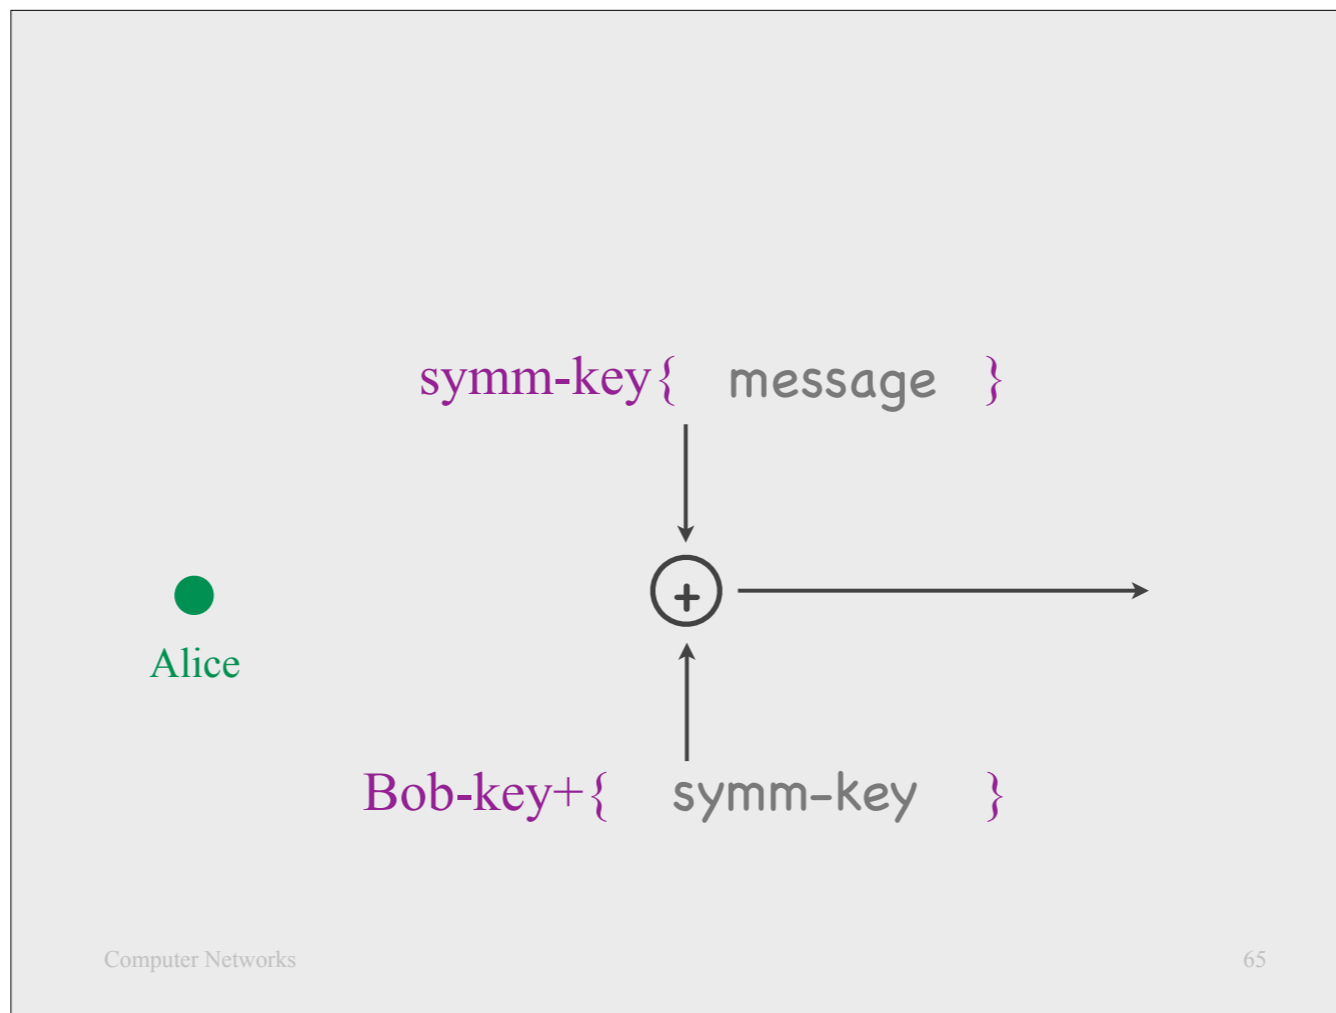 symm-key{ message }
+
Alice
Bob-key+{ symm-key }
Computer Networks 65